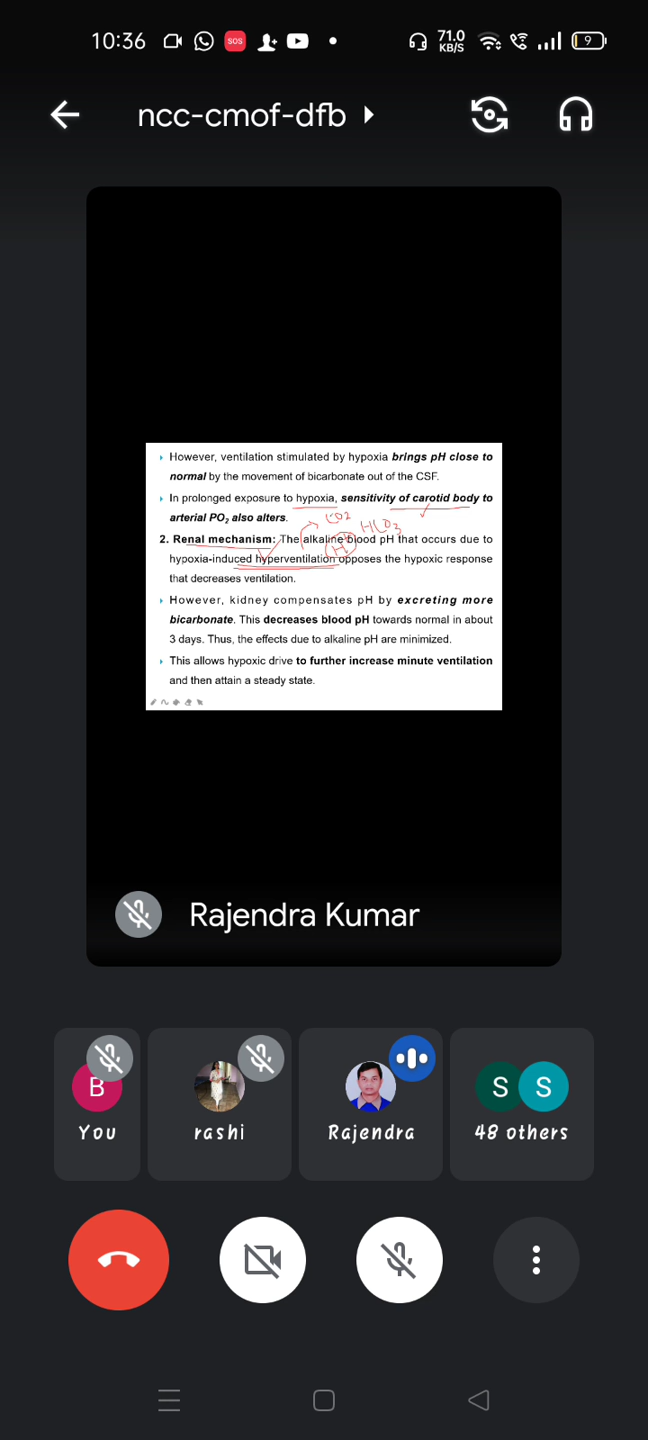 10:36
SOS
71.0
KB/S
9
ncc-cmof-dfb
However, ventilation stimulated by hypoxia brings pH close to
normal by the movement of bicarbonate out of the CSF.
In prolonged exposure to hypoxia, sensitivity of carotid body to
arterial PO2 also alters.
CO2
HCO3
2. Renal mechanism: The alkaline blood pH that occurs due to
H+
hypoxia-induced hyperventilation opposes the hypoxic response
that decreases ventilation.
However, kidney compensates pH by excreting more
bicarbonate. This decreases blood pH towards normal in about
3 days. Thus, the effects due to alkaline pH are minimized.
This allows hypoxic drive to further increase minute ventilation
and then attain a steady state.
Rajendra Kumar
B
S S
You rashi Rajendra 48 others